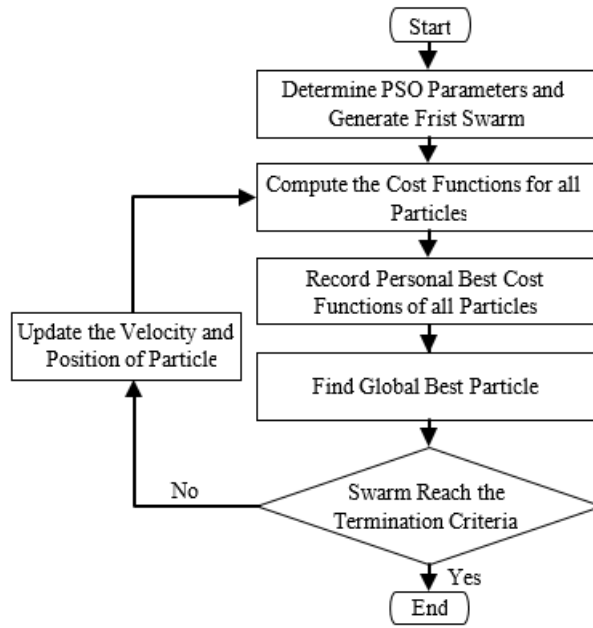 Start
Determine PSO Parameters and
Generate Frist Swarm
Compute the Cost Functions for all
Particles
Record Personal Best Cost
Functions of all Particles
Update the Velocity and
Position of Particle
Find Global Best Particle
No
Swarm Reach the
Termination Criteria
Yes
End